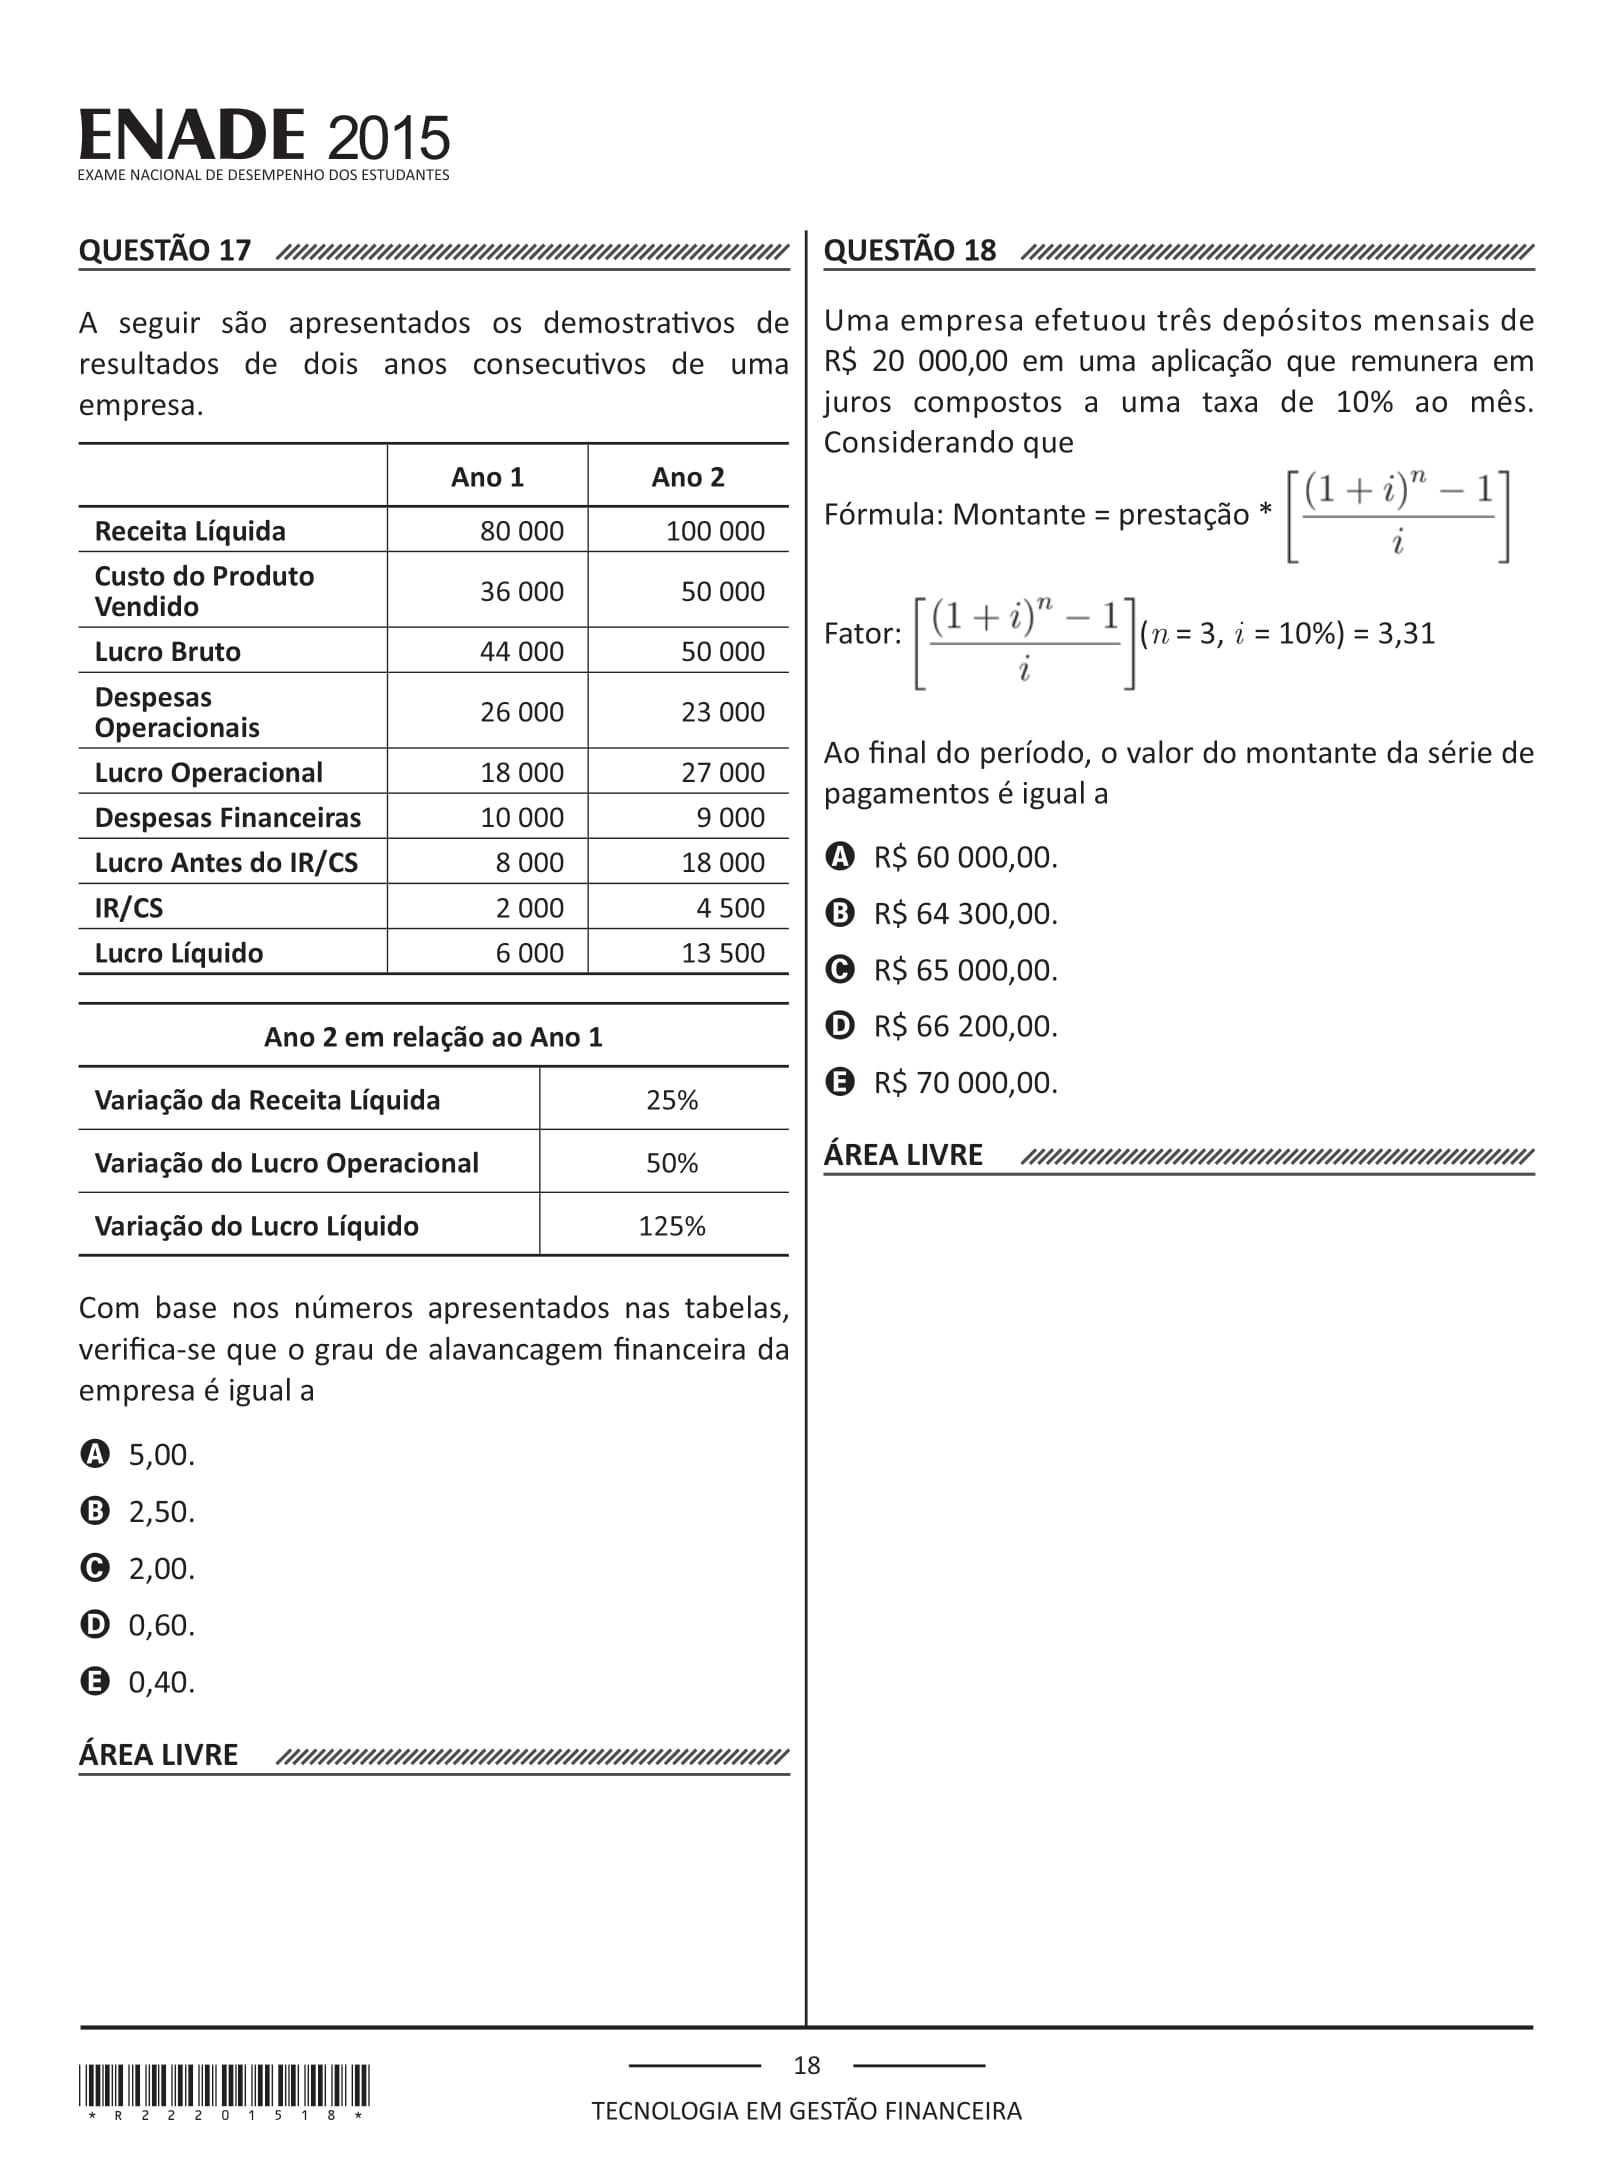 ENADE 2015
EXAME NACIONAL DE DESEMPENHO DOS ESTUDANTES
QUESTÃO 17
A seguir são apresentados os demostrativos de
resultados de dois anos consecutivos de uma
empresa.
Ano 1 Ano 2
Receita Líquida 80 000 100 000
Custo do Produto
Vendido 36 000 50 000
Lucro Bruto 44 000 50 000
Despesas
Operacionais 26 000 23 000
Lucro Operacional 18 000 27 000
Despesas Financeiras 10 000 9 000
Lucro Antes do IR/CS 8 000 18 000
IR/CS 2 000 4 500
Lucro Líquido 6 000 13 500
Ano 2 em relação ao Ano 1
Variação da Receita Líquida 25%
Variação do Lucro Operacional 50%
Variação do Lucro Líquido 125%
Com base nos números apresentados nas tabelas,
verifica-se que o grau de alavancagem financeira da
empresa é igual a
A 5,00.
B 2,50.
C 2,00.
D 0,60.
E 0,40.
ÁREA LIVRE
QUESTÃO 18
Uma empresa efetuou três depósitos mensais de
R$ 20 000,00 em uma aplicação que remunera em
juros compostos a uma taxa de 10% ao mês.
Considerando que
Fórmula: Montante = prestação * [((1 + i)^n − 1) / i]
Fator: [((1 + i)^n − 1) / i] (n = 3, i = 10%) = 3,31
Ao final do período, o valor do montante da série de
pagamentos é igual a
A R$ 60 000,00.
B R$ 64 300,00.
C R$ 65 000,00.
D R$ 66 200,00.
E R$ 70 000,00.
ÁREA LIVRE
*R22201518*
18
TECNOLOGIA EM GESTÃO FINANCEIRA